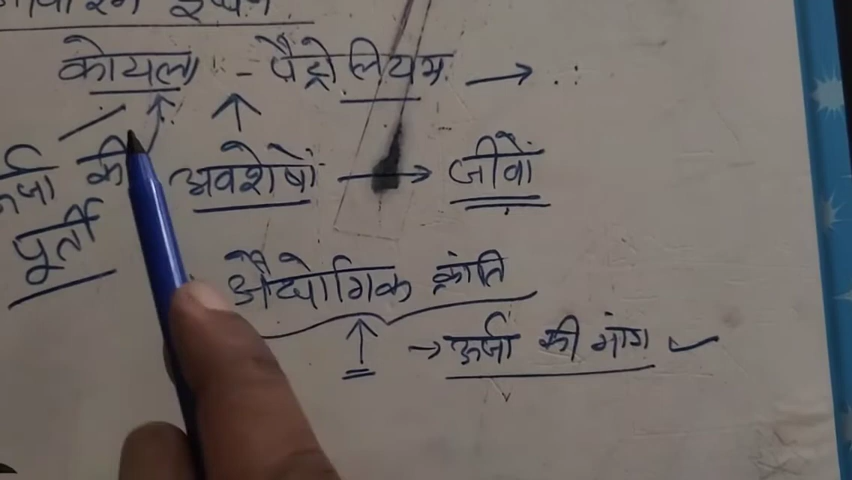 कोयला - पैट्रोलियम →
ऊर्जा की अवशेषों → जीवों
पूर्ती
औद्योगिक क्रांति
→ ऊर्जा की मांग ✓